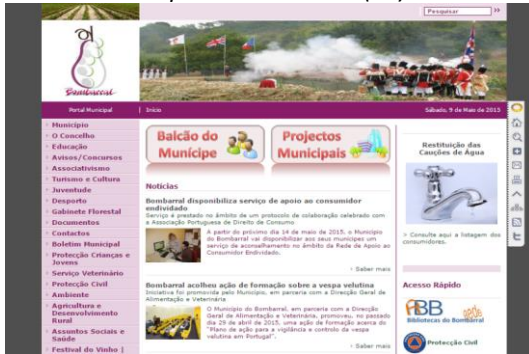 Pesquisar
Bombarral
Portal Municipal
Início
Sábado, 9 de Maio de 2015
Município
O Concelho
Educação
Avisos/Concursos
Associativismo
Turismo e Cultura
Juventude
Desporto
Gabinete Florestal
Documentos
Contactos
Boletim Municipal
Protecção Crianças e
Jovens
Serviço Veterinário
Protecção Civil
Ambiente
Agricultura e
Desenvolvimento
Rural
Assuntos Sociais e
Saúde
Festival do Vinho |
Balcão do
Munícipe
Projectos
Municipais
Notícias
Bombarral disponibiliza serviço de apoio ao consumidor
endividado
Serviço é prestado no âmbito de um protocolo de colaboração celebrado com
a Associação Portuguesa de Direito de Consumo
A partir do próximo dia 14 de maio de 2015, o Município
do Bombarral vai disponibilizar aos seus munícipes um
serviço de aconselhamento no âmbito da Rede de Apoio ao
Consumidor Endividado.
> Saber mais
Bombarral acolheu ação de formação sobre a vespa velutina
Iniciativa foi promovida pelo Município, em parceria com a Direcção Geral de
Alimentação e Veterinária
O Município do Bombarral, em parceria com a Direcção
Geral de Alimentação e Veterinária, promoveu, no passado
dia 29 de abril de 2015, uma ação de formação acerca do
"Plano de ação para a vigilância e controlo da vespa
velutina em Portugal".
> Saber mais
Restituição das
Cauções de Água
> Consulte aqui a listagem dos
consumidores.
Acesso Rápido
BB
Bibliotecas do Bombarral
Protecção Civil